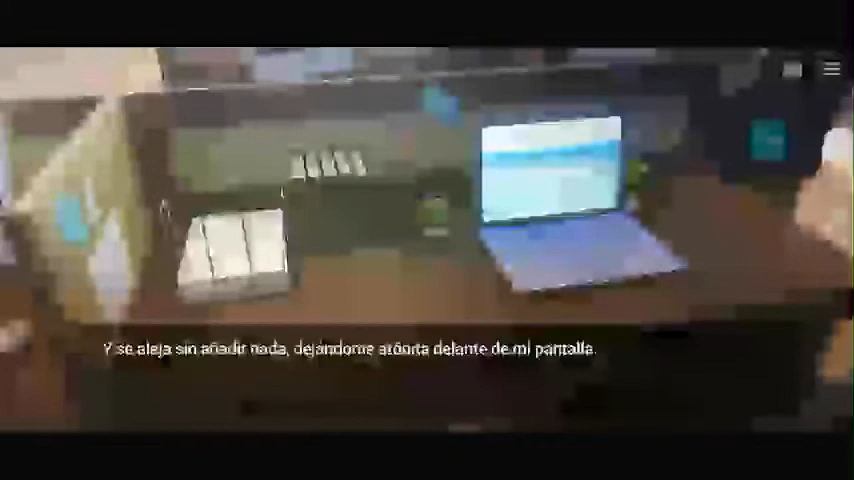 Y se aleja sin añadir nada, dejándome atónita delante de mi pantalla.